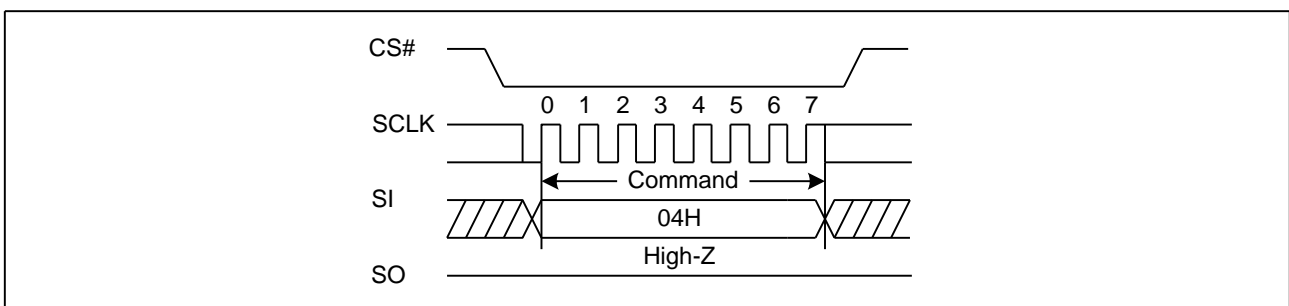 CS#
0 1 2 3 4 5 6 7
SCLK
Command
SI
04H
High-Z
SO